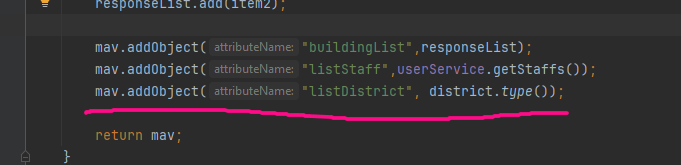 responseList.add(item2);
mav.addObject( attributeName: "buildingList",responseList);
mav.addObject( attributeName: "listStaff",userService.getStaffs());
mav.addObject( attributeName: "listDistrict", district.type());
return mav;
}